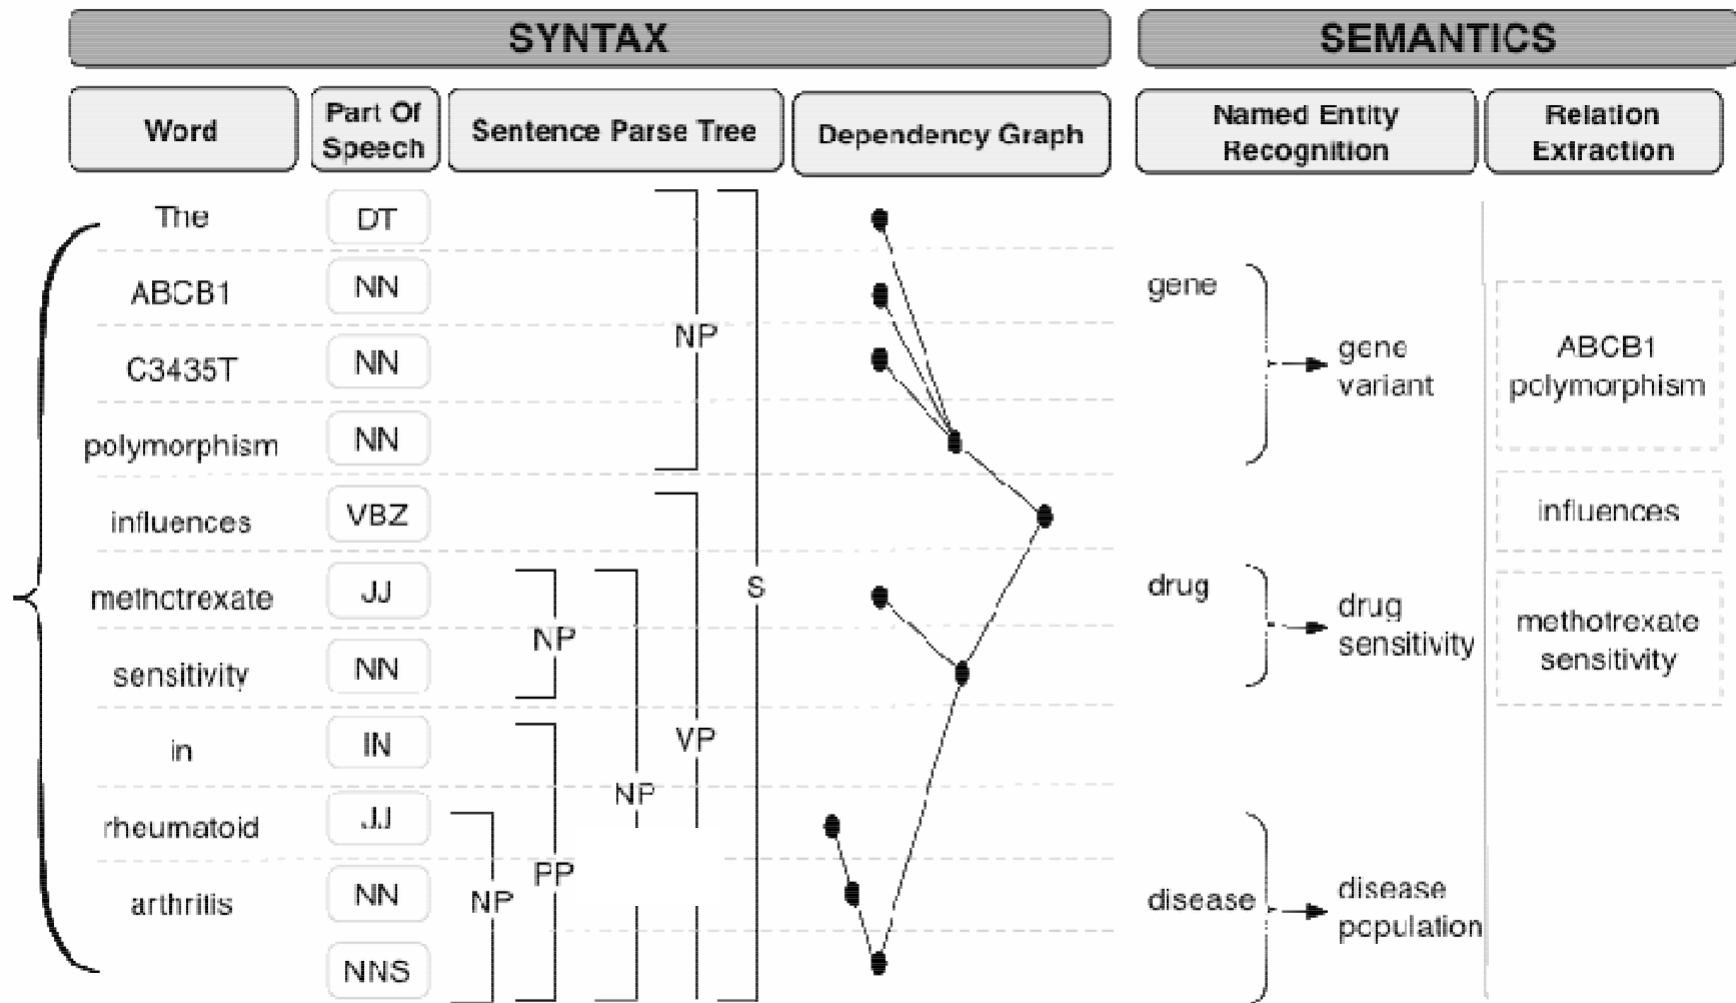 SYNTAX
SEMANTICS
Word
Part Of
Speech
Sentence Parse Tree
Dependency Graph
Named Entity
Recognition
Relation
Extraction
The
DT
ABCB1
NN
gene
C3435T
NN
NP
gene
variant
ABCB1
polymorphism
polymorphism
NN
influences
VBZ
influences
methotrexate
JJ
S
drug
NP
drug
sensitivity
methotrexate
sensitivity
sensitivity
NN
in
IN
VP
NP
rheumatoid
JJ
arthritis
NN
NP
PP
disease
disease
population
NNS